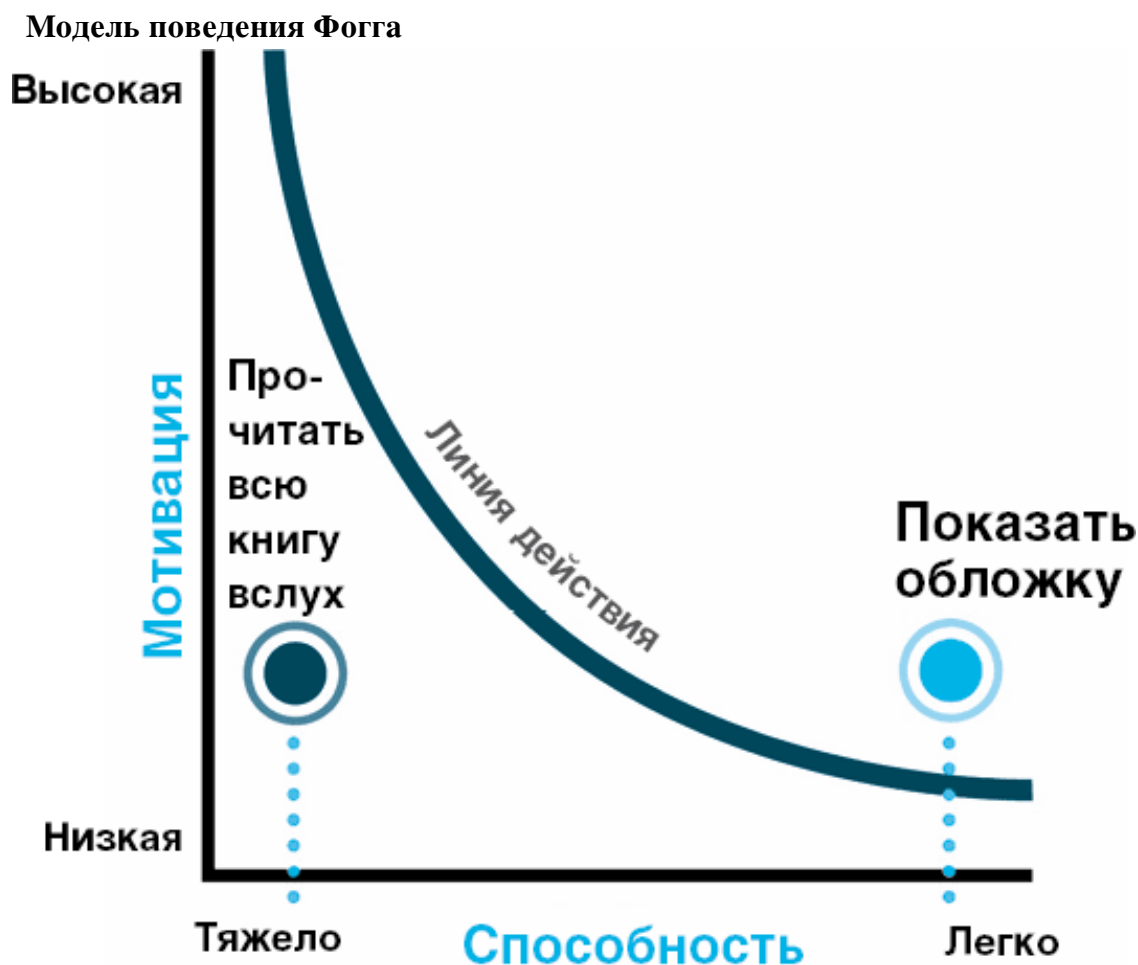 Модель поведения Фогга
Высокая
Мотивация
Про-
читать
всю
книгу
вслух
Линия действия
Показать
обложку
Низкая
Тяжело
Способность
Легко